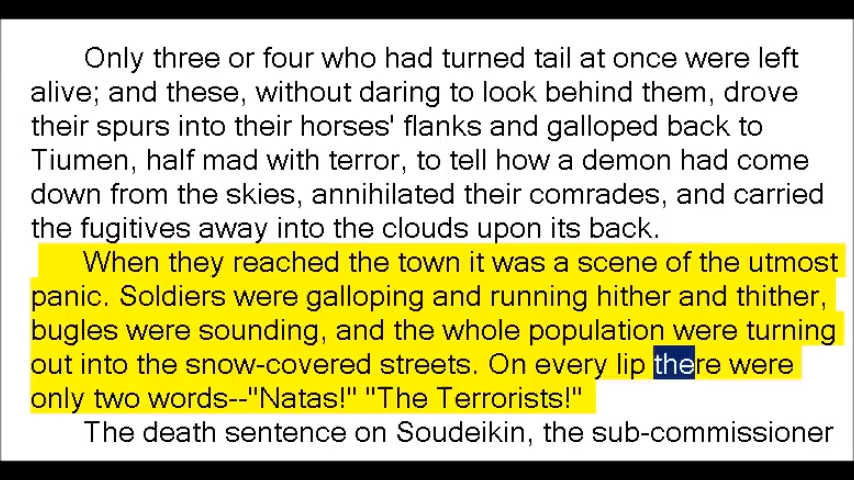 Only three or four who had turned tail at once were left
alive; and these, without daring to look behind them, drove
their spurs into their horses' flanks and galloped back to
Tiumen, half mad with terror, to tell how a demon had come
down from the skies, annihilated their comrades, and carried
the fugitives away into the clouds upon its back.
When they reached the town it was a scene of the utmost
panic. Soldiers were galloping and running hither and thither,
bugles were sounding, and the whole population were turning
out into the snow-covered streets. On every lip there were
only two words--"Natas!" "The Terrorists!"
The death sentence on Soudeikin, the sub-commissioner